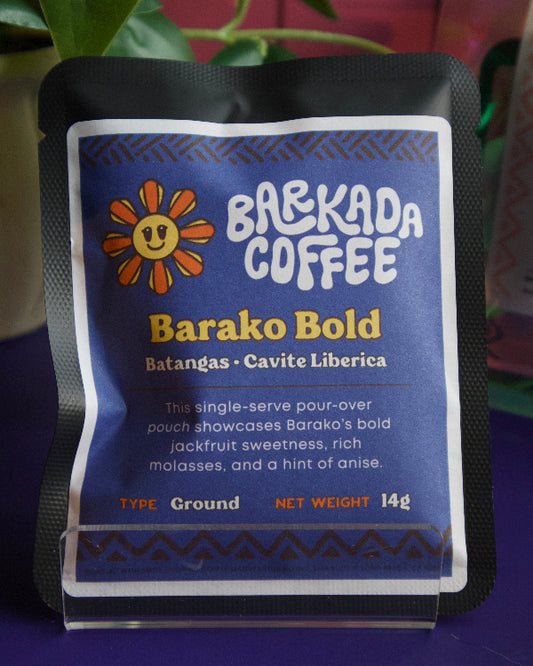 BARKADA
COFFEE
Barako Bold
Batangas • Cavite Liberica
This single-serve pour-over
pouch showcases Barako's bold
jackfruit sweetness, rich
molasses, and a hint of anise.
TYPE Ground NET WEIGHT 14g